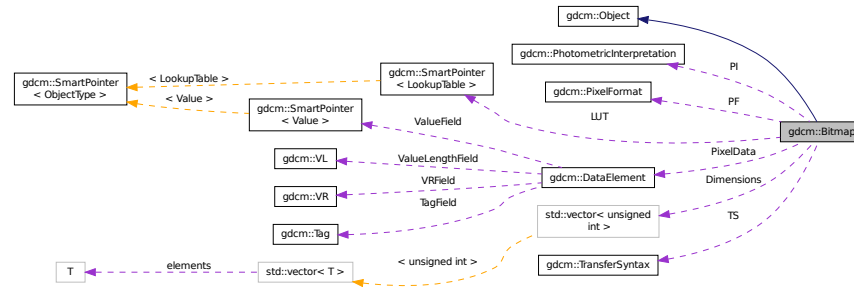 gdcm::Object
gdcm::PhotometricInterpretation
PI
gdcm::SmartPointer
< LookupTable >
< LookupTable >
gdcm::SmartPointer
< ObjectType >
gdcm::PixelFormat
PF
< Value >
gdcm::SmartPointer
< Value >
ValueField
LUT
gdcm::Bitmap
PixelData
gdcm::VL
ValueLengthField
gdcm::DataElement
VRField
Dimensions
gdcm::VR
TagField
std::vector< unsigned
int >
TS
gdcm::Tag
< unsigned int >
gdcm::TransferSyntax
T
elements
std::vector< T >